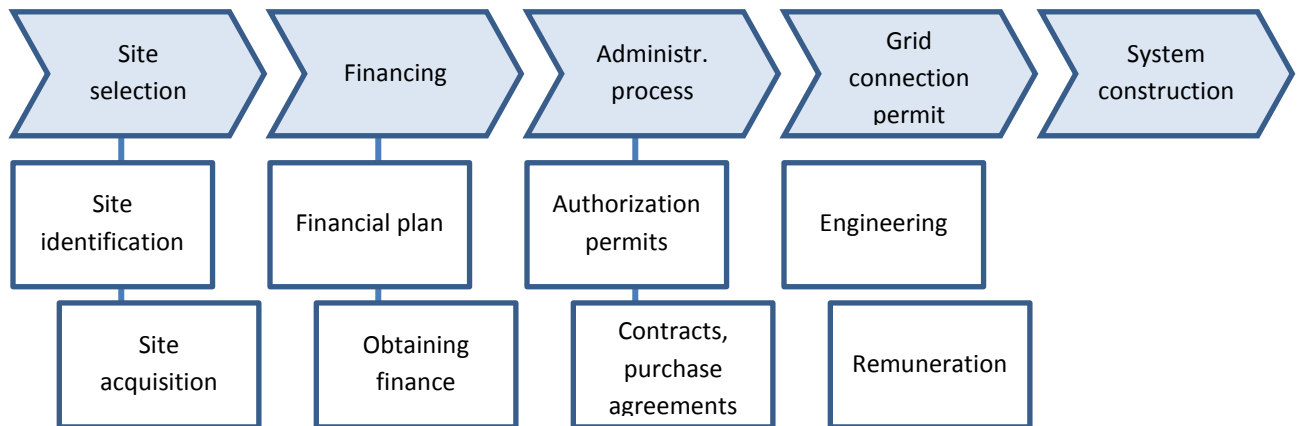 Site
selection
Financing
Administr.
process
Grid
connection
permit
System
construction
Site
identification
Financial plan
Authorization
permits
Engineering
Site
acquisition
Obtaining
finance
Contracts,
purchase
agreements
Remuneration